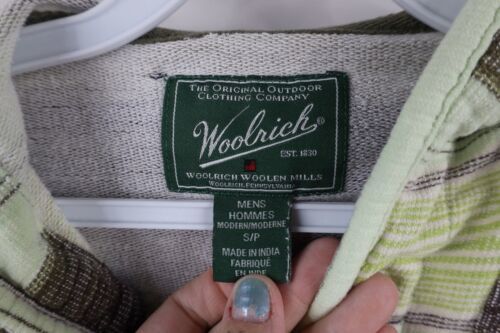 THE ORIGINAL OUTDOOR
CLOTHING COMPANY
Woolrich®
EST. 1830
WOOLRICH WOOLEN MILLS
WOOLRICH, PENNSYLVANIA
MENS
HOMMES
MODERN/MODERNE
S/P
MADE IN INDIA
FABRIQUÉ
EN INDE